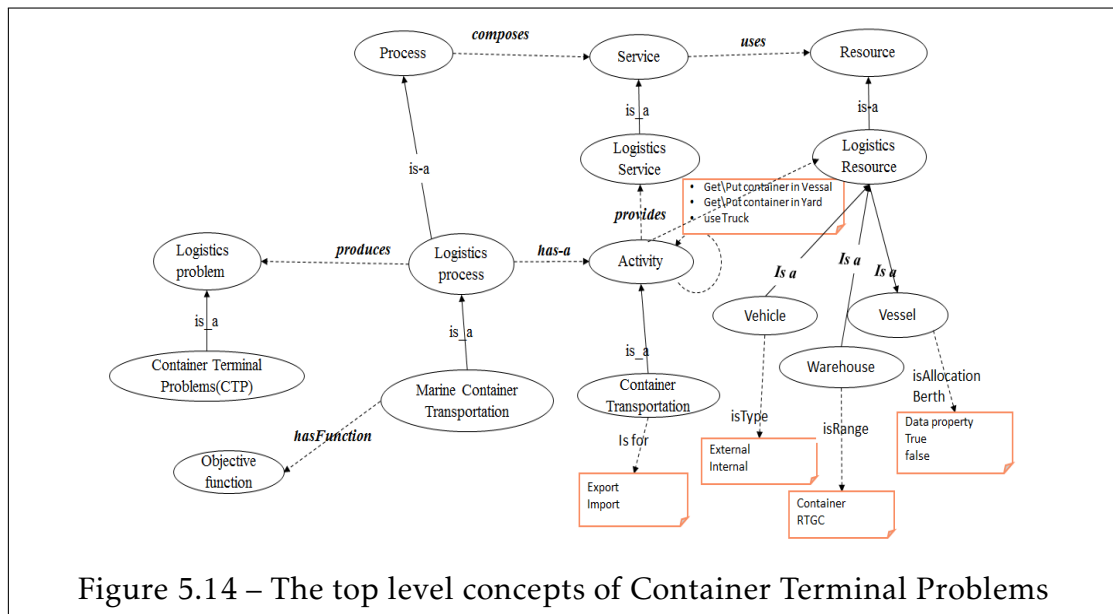 composes
uses
Process
Service
Resource
is_a
is-a
is-a
Logistics
Service
Logistics
Resource
• Get\Put container in Vessal
• Get\Pot container in Yard
• use Truck
provides
produces
has-a
Logistics
problem
Logistics
process
Activity
Is a
Is a
Is a
Vehicle
Vessel
is_a
is_a
is_a
Warehouse
Container Terminal
Problems(CTP)
Marine Container
Transportation
Container
Transportation
isAllocation
Berth
isType
isRange
Data property
True
false
hasFunction
Is for
External
Internal
Objective
function
Export
Import
Container
RTGC
Figure 5.14 – The top level concepts of Container Terminal Problems